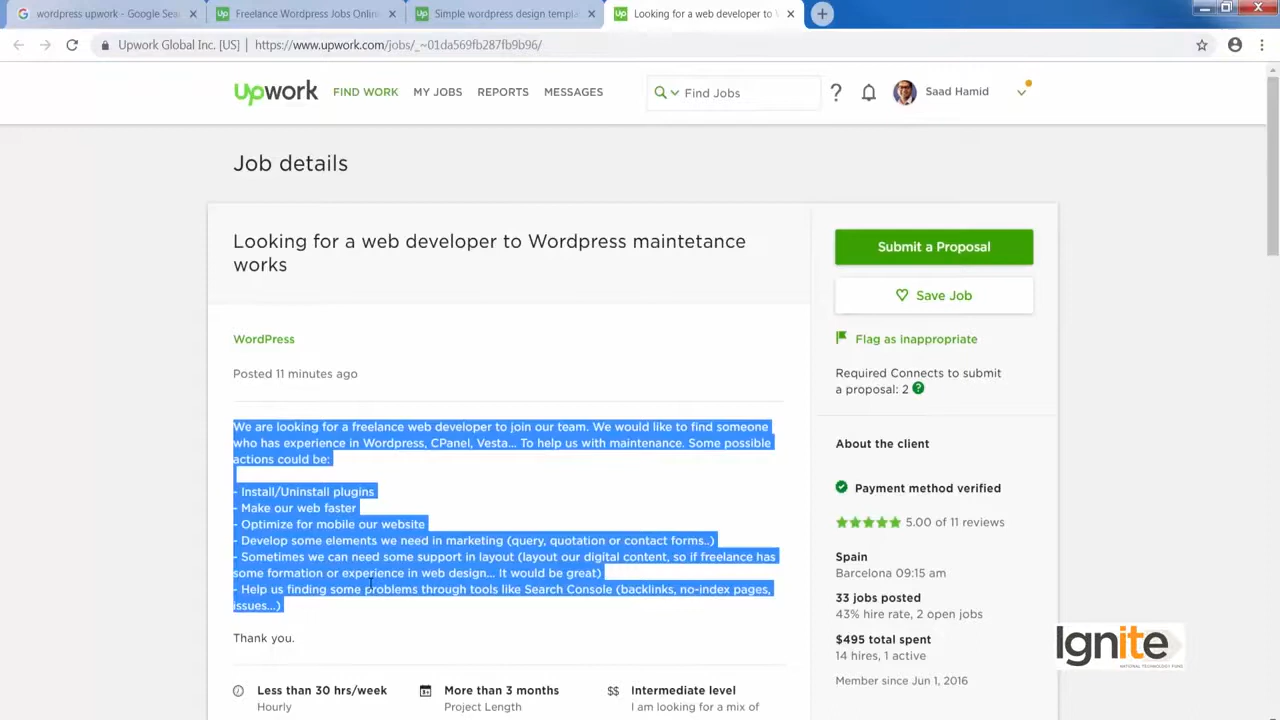 wordpress upwork - Google Sea
Freelance Wordpress Jobs Online
Simple wordpress design templ
Looking for a web developer to W
Upwork Global Inc. [US] | https://www.upwork.com/jobs/_~01da569fb287fb9b96/
upwork FIND WORK MY JOBS REPORTS MESSAGES Find Jobs ? Saad Hamid
Job details
Looking for a web developer to Wordpress maintetance
works
WordPress
Posted 11 minutes ago
We are looking for a freelance web developer to join our team. We would like to find someone
who has experience in Wordpress, CPanel, Vesta... To help us with maintenance. Some possible
actions could be:
- Install/Uninstall plugins
- Make our web faster
- Optimize for mobile our website
- Develop some elements we need in marketing (query, quotation or contact forms..)
- Sometimes we can need some support in layout (layout our digital content, so if freelance has
some formation or experience in web design... It would be great)
- Help us finding some problems through tools like Search Console (backlinks, no-index pages,
issues...)
Thank you.
Less than 30 hrs/week
Hourly
More than 3 months
Project Length
$$ Intermediate level
I am looking for a mix of
Submit a Proposal
Save Job
Flag as inappropriate
Required Connects to submit
a proposal: 2 ?
About the client
Payment method verified
5.00 of 11 reviews
Spain
Barcelona 09:15 am
33 jobs posted
43% hire rate, 2 open jobs
$495 total spent
14 hires, 1 active
Member since Jun 1, 2016
Ignite
NATIONAL TECHNOLOGY FUND